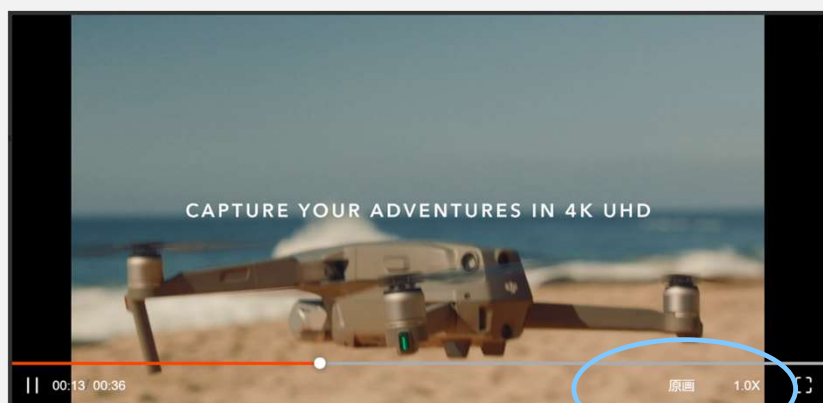 CAPTURE YOUR ADVENTURES IN 4K UHD
00:13 00:36 原画 1.0X